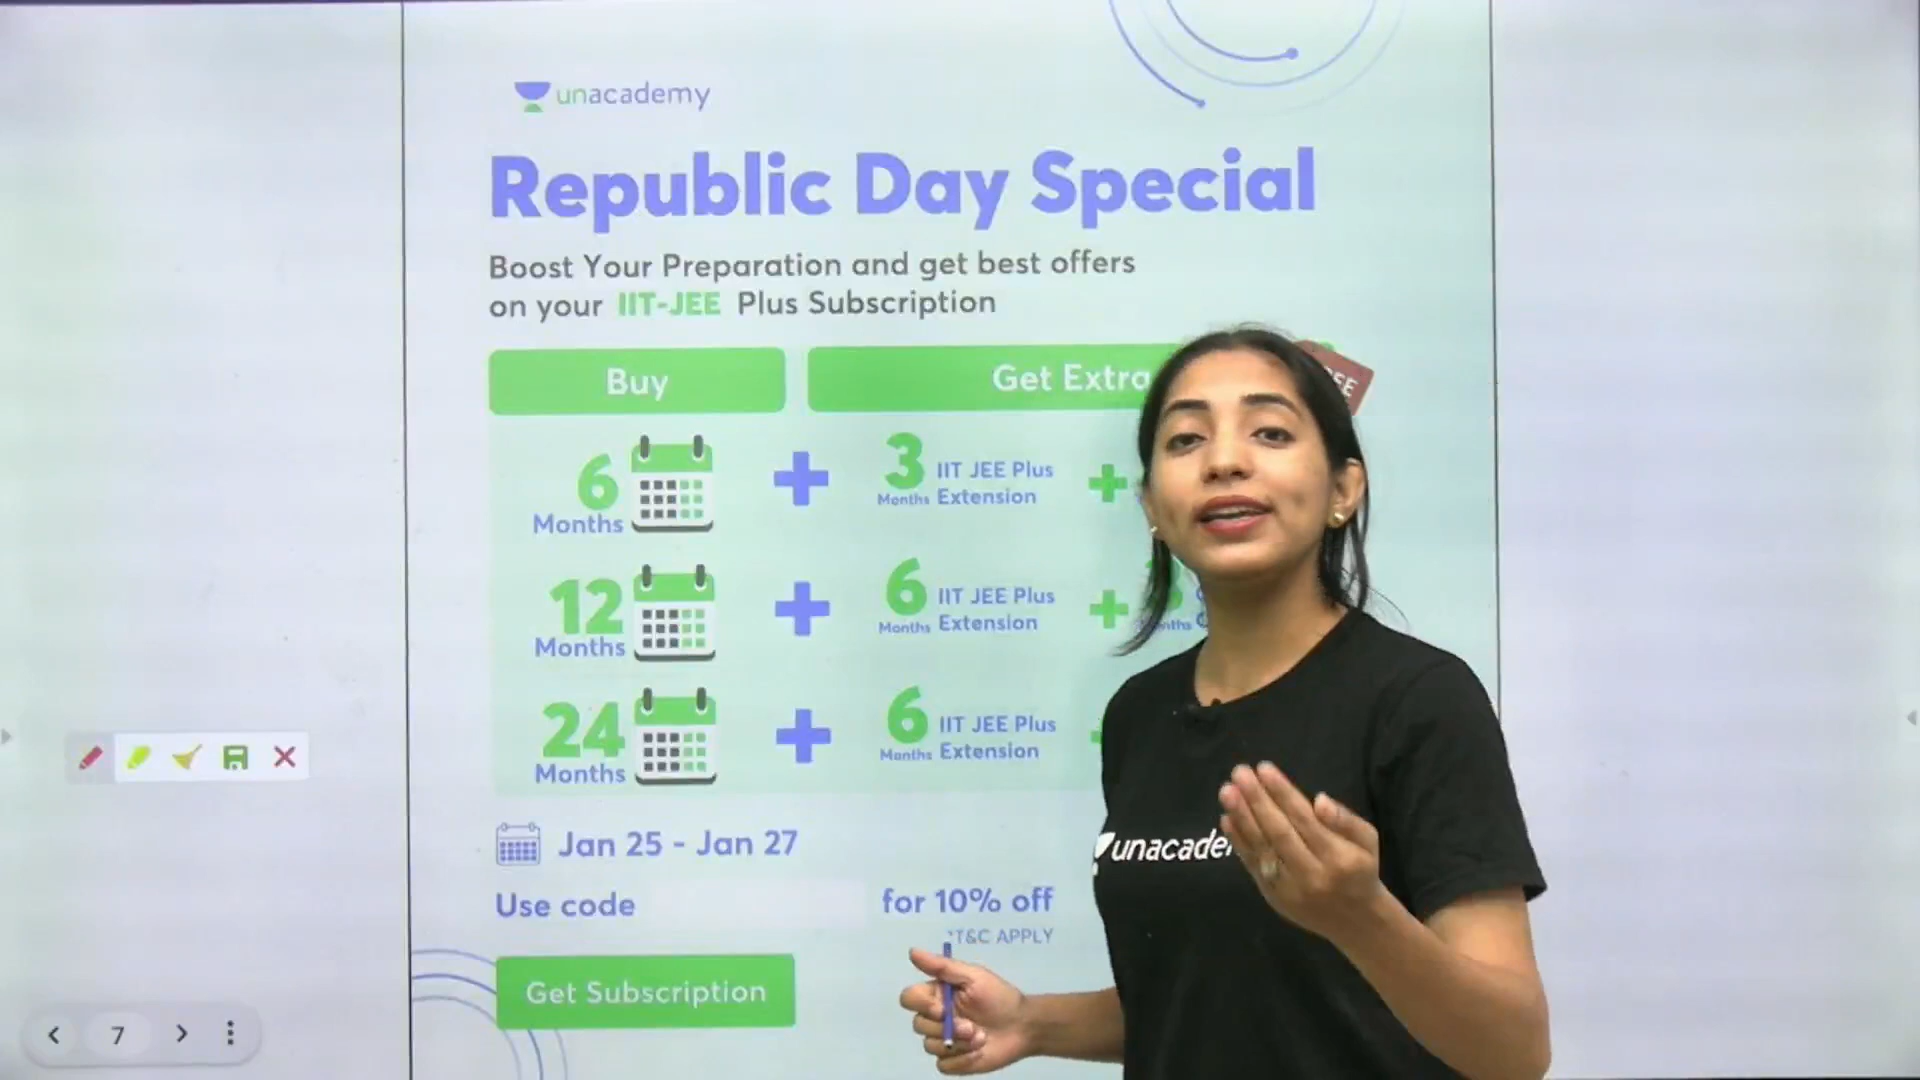 unacademy
Republic Day Special
Boost Your Preparation and get best offers
on your IIT-JEE Plus Subscription
Buy
Get Extra
6
Months
3
Months
IIT JEE Plus
Extension
12
Months
6
Months
IIT JEE Plus
Extension
24
Months
6
Months
IIT JEE Plus
Extension
Jan 25 - Jan 27
Use code for 10% off
*T&C APPLY
Get Subscription
7